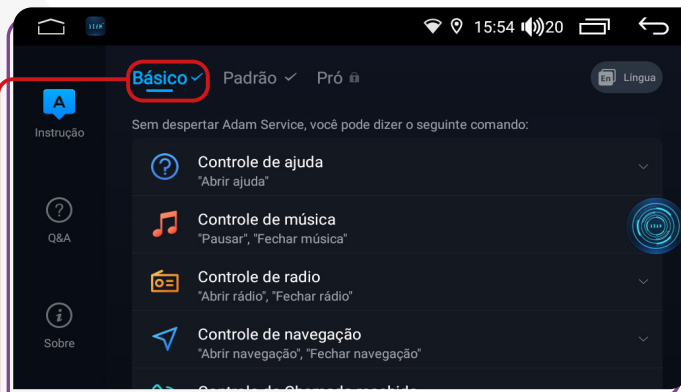 15:54 20
Básico Padrão Pró
En Língua
A
Instrução
Sem despertar Adam Service, você pode dizer o seguinte comando:
Controle de ajuda
"Abrir ajuda"
Controle de música
"Pausar", "Fechar música"
Q&A
Controle de radio
"Abrir rádio", "Fechar rádio"
Controle de navegação
"Abrir navegação", "Fechar navegação"
Sobre